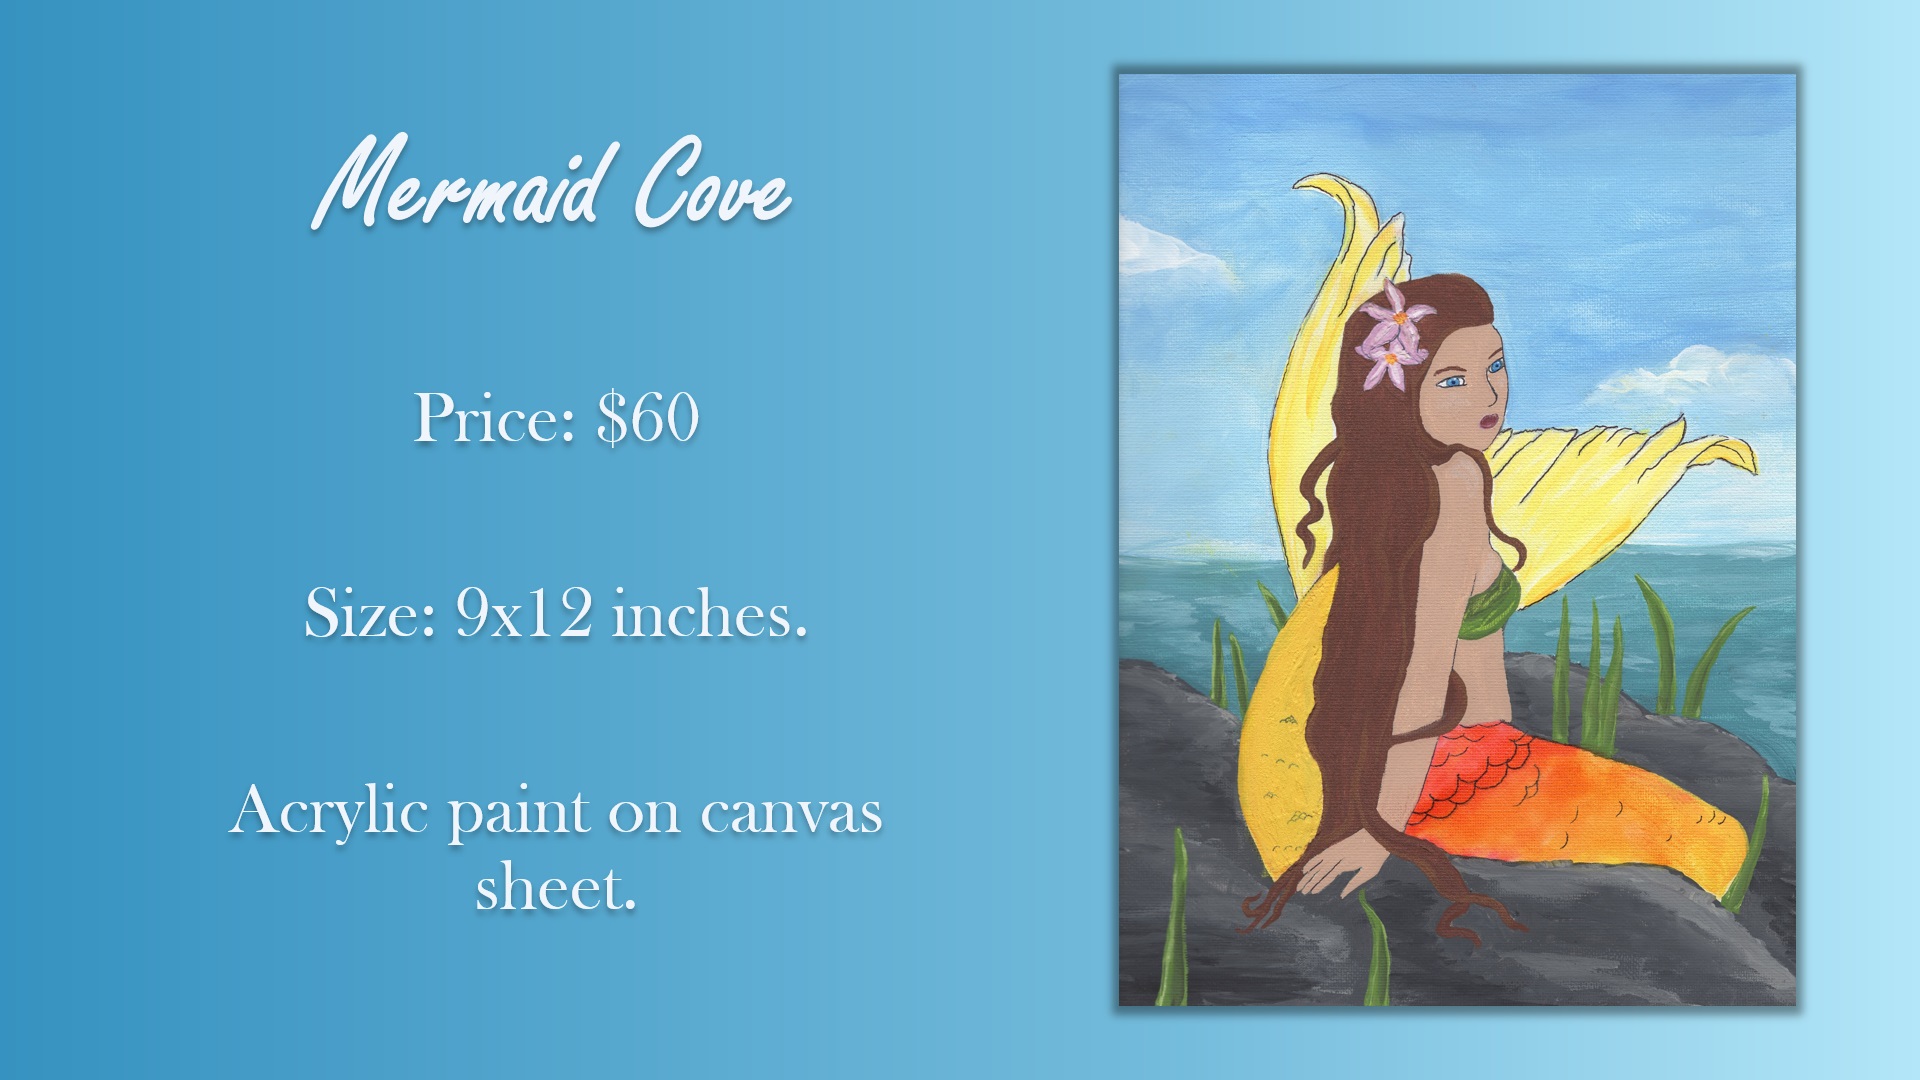 Mermaid Cove
Price: $60
Size: 9x12 inches.
Acrylic paint on canvas
sheet.